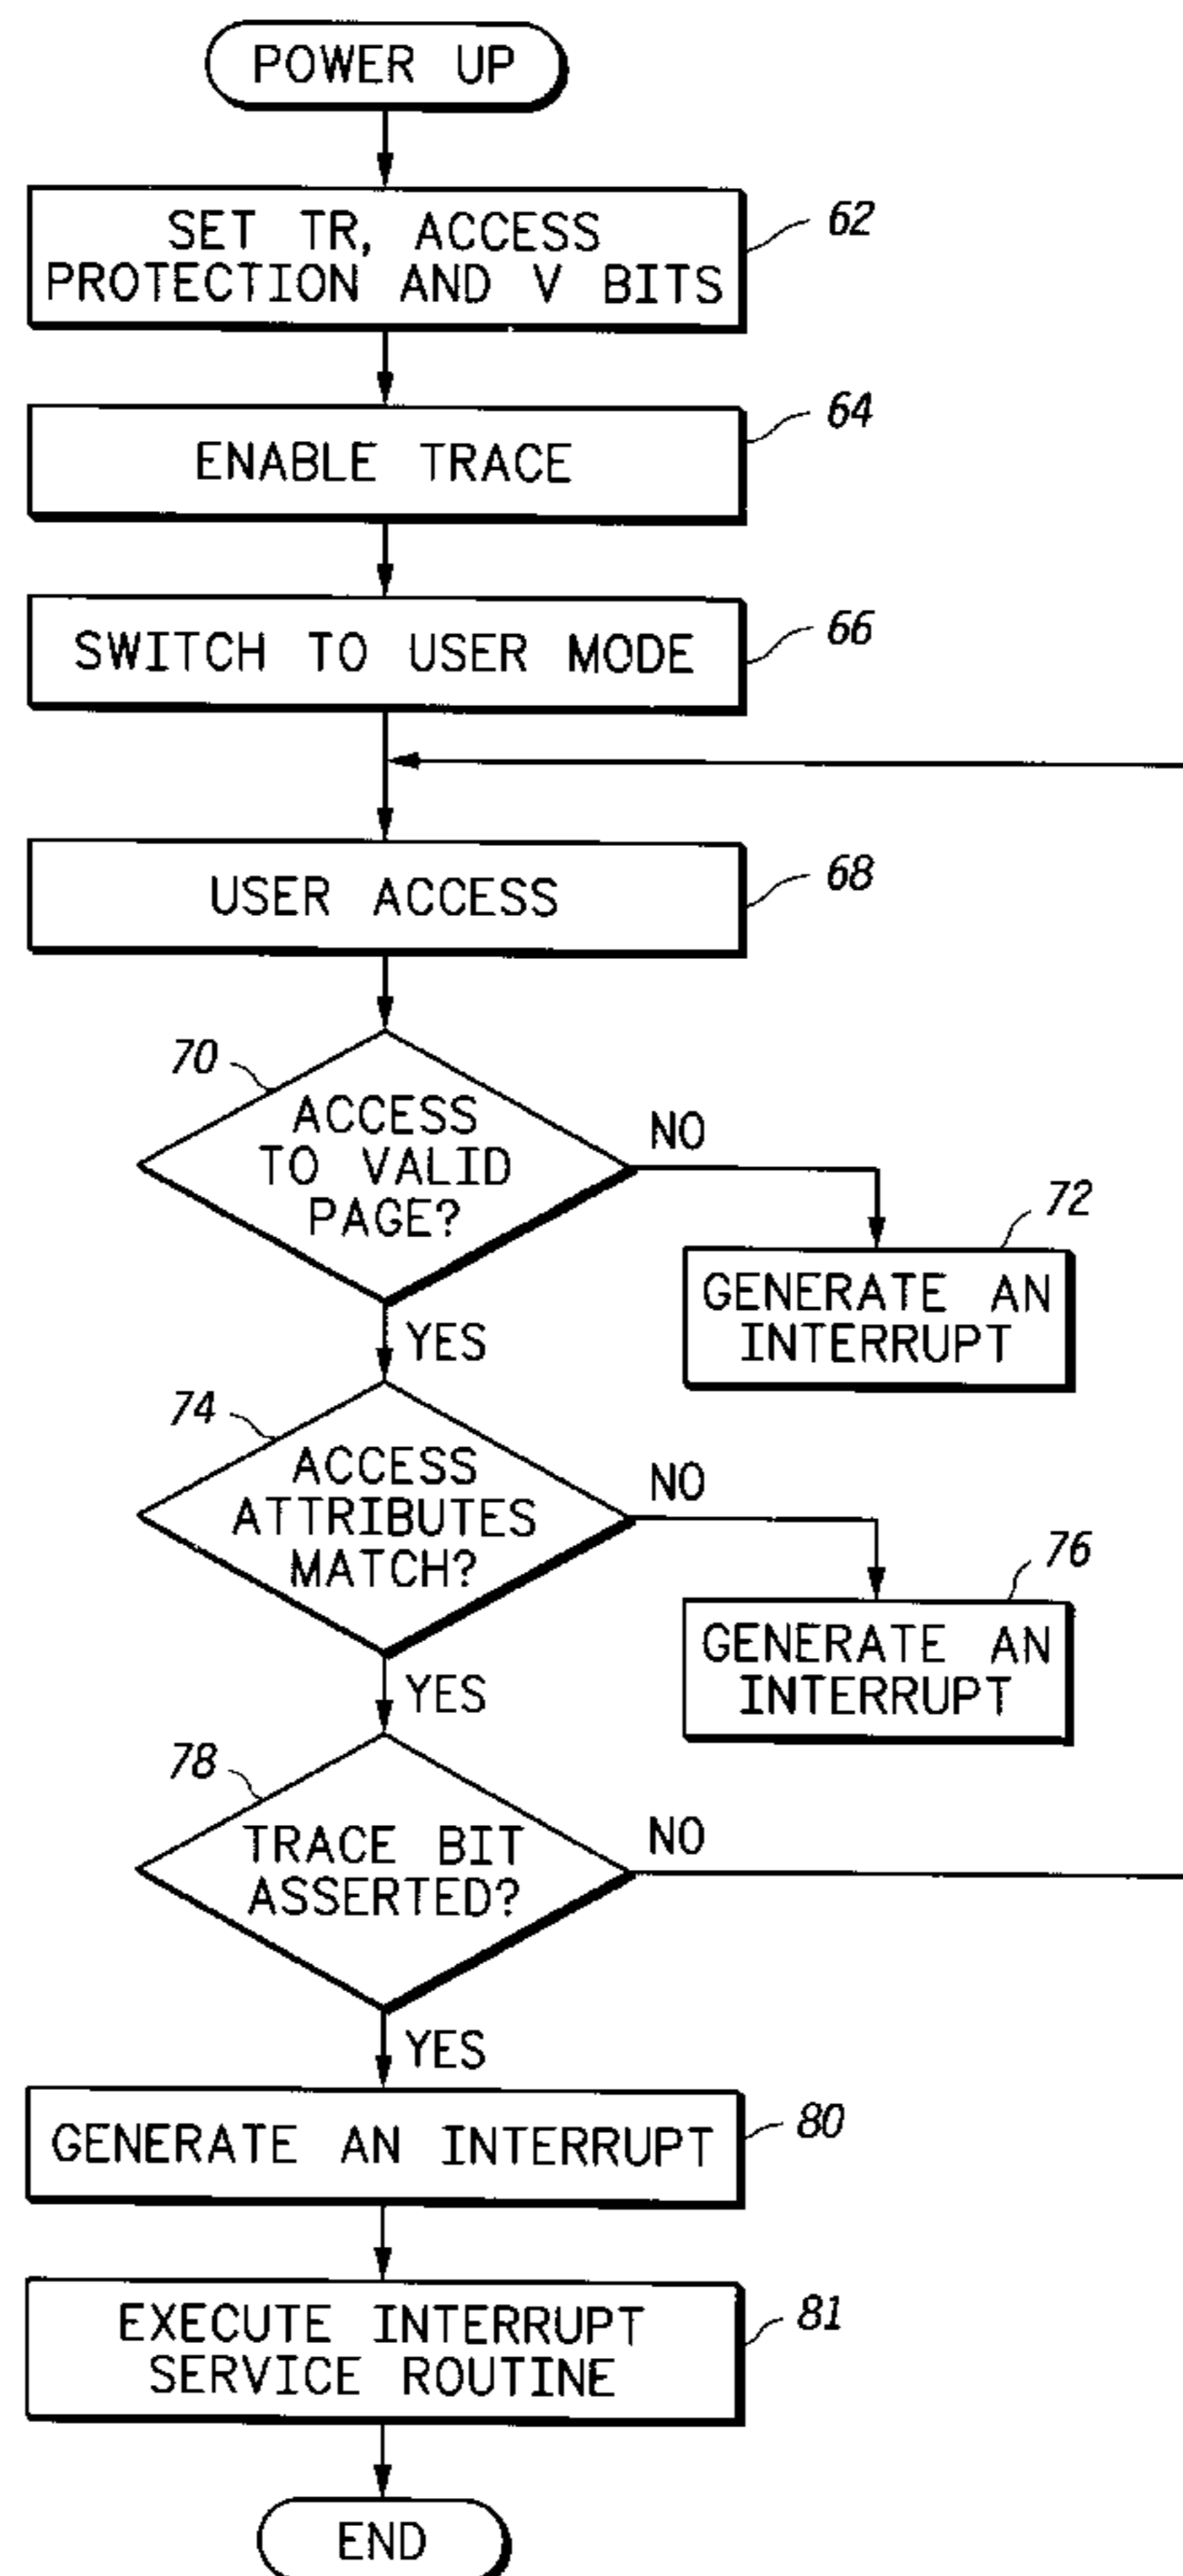 POWER UP
SET TR, ACCESS
PROTECTION AND V BITS
62
ENABLE TRACE
64
SWITCH TO USER MODE
66
USER ACCESS
68
70
ACCESS
TO VALID
PAGE?
NO
72
GENERATE AN
INTERRUPT
YES
74
ACCESS
ATTRIBUTES
MATCH?
NO
76
GENERATE AN
INTERRUPT
YES
78
TRACE BIT
ASSERTED?
NO
YES
GENERATE AN INTERRUPT
80
EXECUTE INTERRUPT
SERVICE ROUTINE
81
END